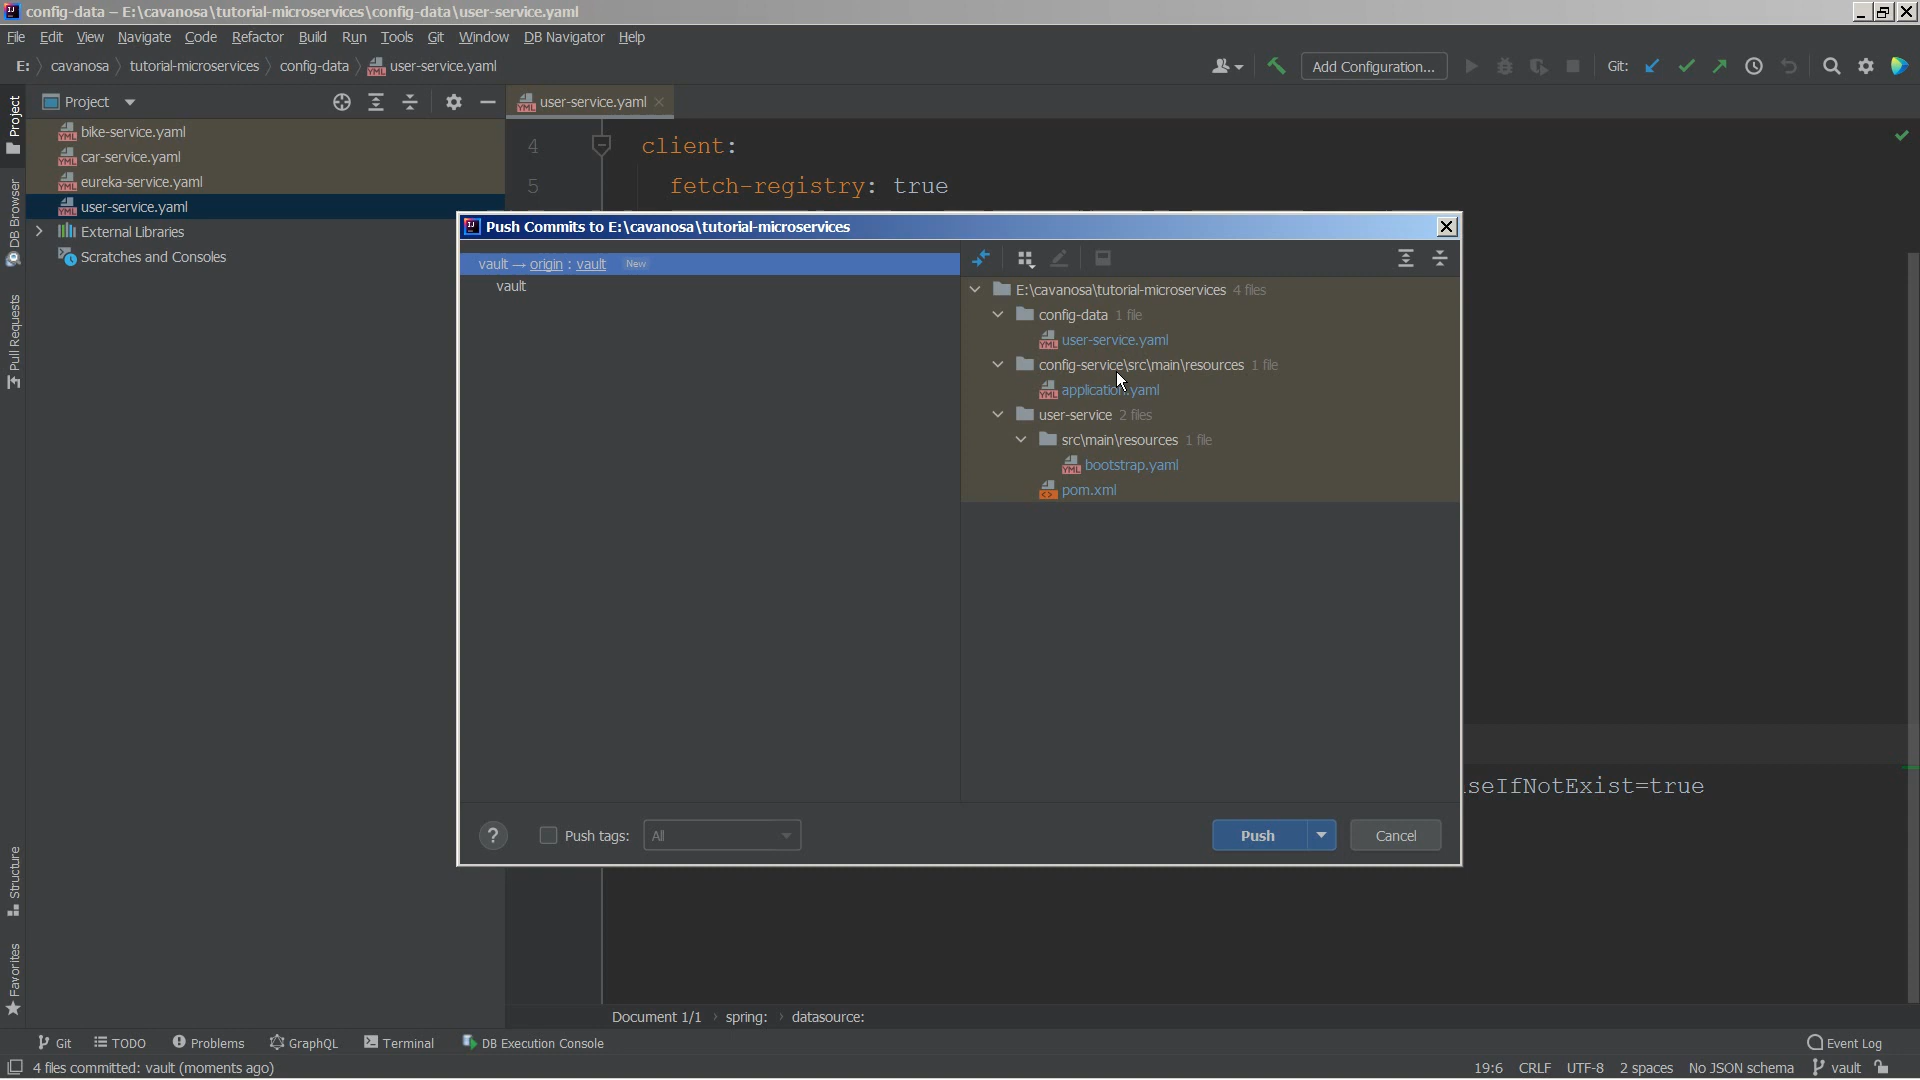 config-data – E:\cavanosa\tutorial-microservices\config-data\user-service.yaml
File Edit View Navigate Code Refactor Build Run Tools Git Window DB Navigator Help
E: cavanosa tutorial-microservices config-data user-service.yaml Add Configuration... Git:
Project
user-service.yaml
bike-service.yaml
car-service.yaml
eureka-service.yaml
user-service.yaml
External Libraries
Scratches and Consoles
Project
DB Browser
Pull Requests
Structure
Favorites
4 client:
5 fetch-registry: true
Push Commits to E:\cavanosa\tutorial-microservices
vault → origin : vault New
vault
E:\cavanosa\tutorial-microservices 4 files
config-data 1 file
user-service.yaml
config-service\src\main\resources 1 file
application.yaml
user-service 2 files
src\main\resources 1 file
bootstrap.yaml
pom.xml
seIfNotExist=true
? Push tags: All Push Cancel
Document 1/1 spring: datasource:
Git TODO Problems GraphQL Terminal DB Execution Console Event Log
4 files committed: vault (moments ago) 19:6 CRLF UTF-8 2 spaces No JSON schema vault